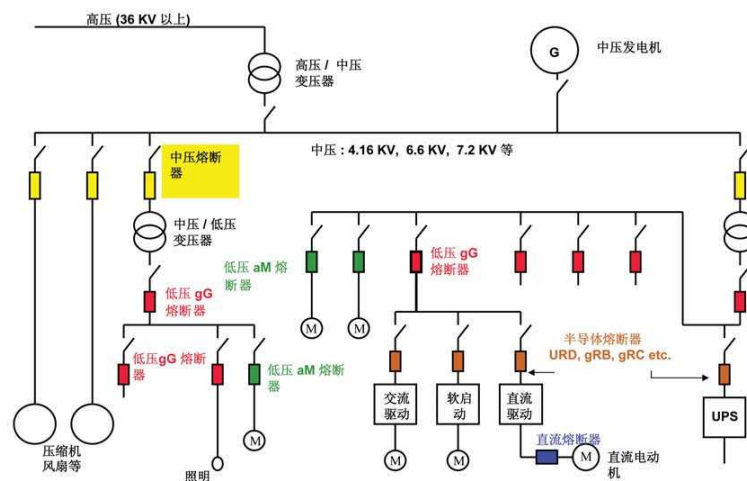 高压 (36 KV 以上)
G
中压发电机
高压 / 中压
变压器
中压熔断
器
中压 : 4.16 KV, 6.6 KV, 7.2 KV 等
中压 / 低压
变压器
低压 aM 熔
断器
低压 gG
熔断器
低压 gG
熔断器
M
M
半导体熔断器
URD, gRB, gRC etc.
低压gG 熔断
器
低压 aM 熔断
器
交流
驱动
软启
动
直流
驱动
UPS
压缩机
风扇等
M
直流熔断器
照明
M
M
M
直流电动
机